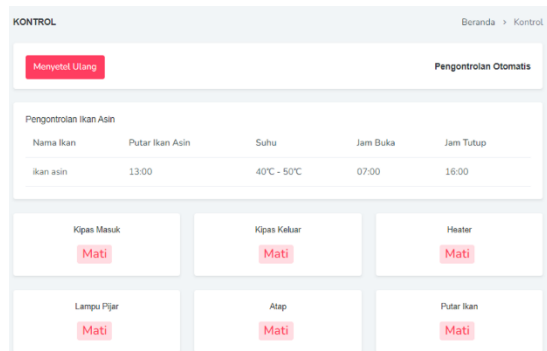 KONTROL
Beranda > Kontrol
Menyetel Ulang
Pengontrolan Otomatis
Pengontrolan Ikan Asin
Nama Ikan Putar Ikan Asin Suhu Jam Buka Jam Tutup
ikan asin 13:00 40℃ - 50℃ 07:00 16:00
Kipas Masuk Kipas Keluar Heater
Mati Mati Mati
Lampu Pijar Atap Putar Ikan
Mati Mati Mati